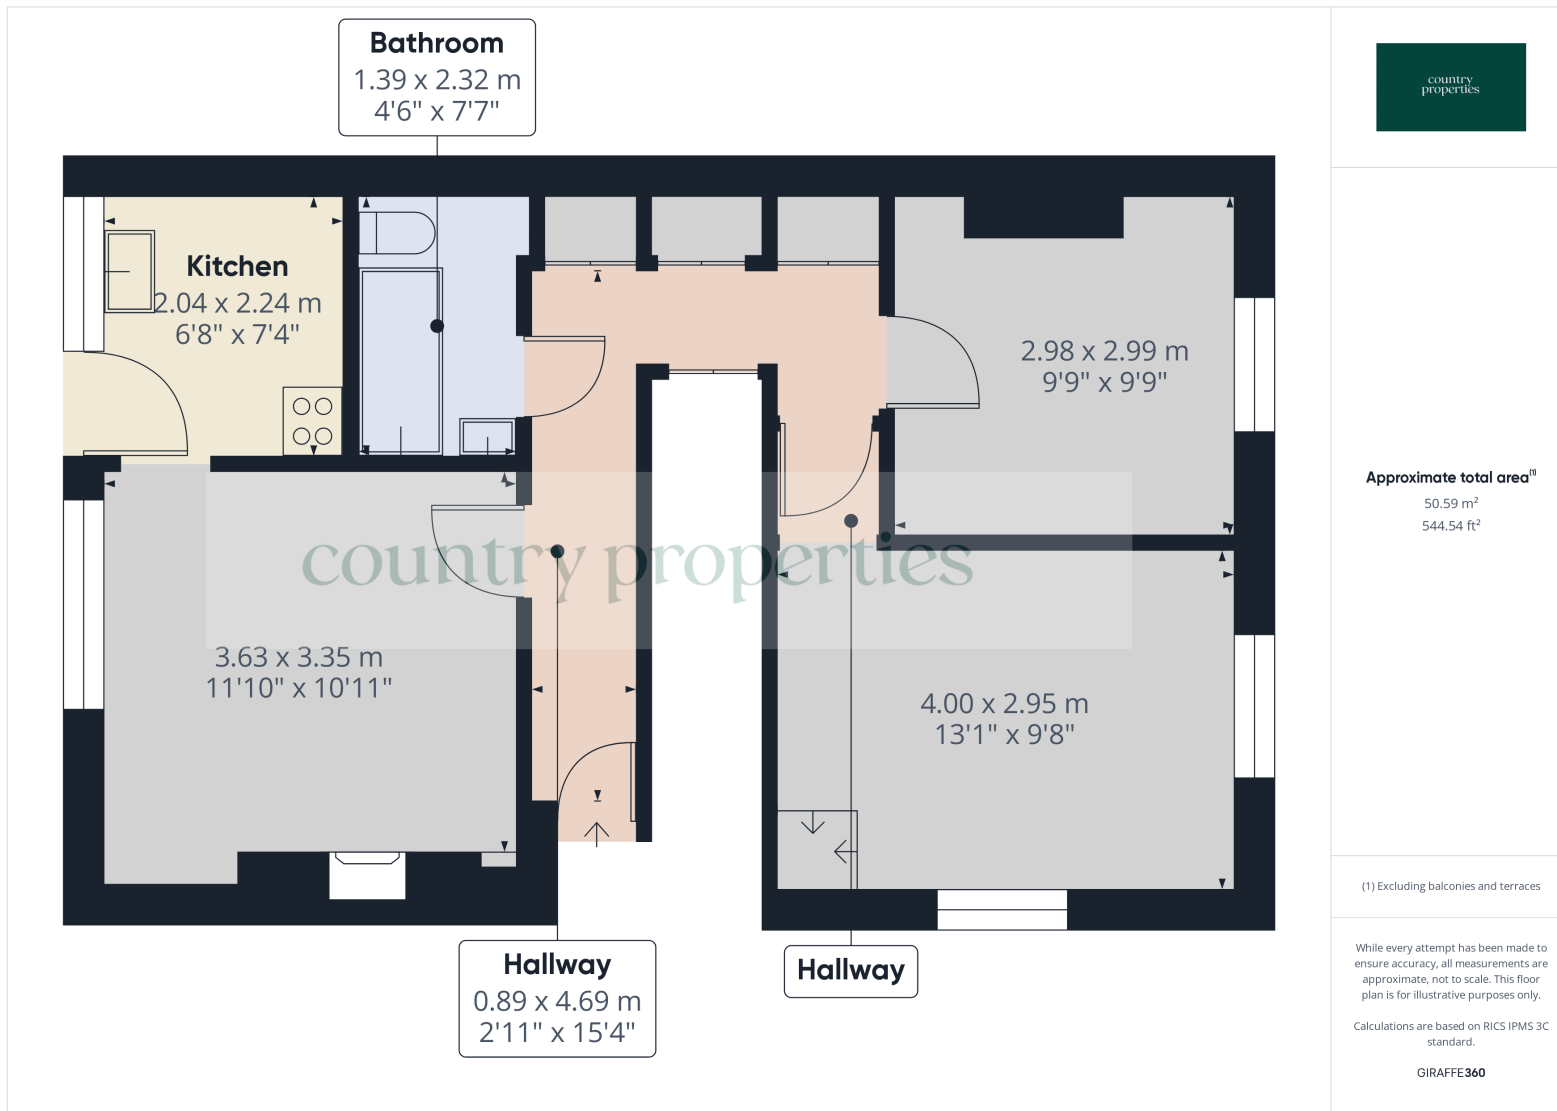 Bathroom
1.39 x 2.32 m
4'6" x 7'7"
country
properties
Kitchen
2.04 x 2.24 m
6'8" x 7'4"
2.98 x 2.99 m
9'9" x 9'9"
country properties
3.63 x 3.35 m
11'10" x 10'11"
4.00 x 2.95 m
13'1" x 9'8"
Hallway
0.89 x 4.69 m
2'11" x 15'4"
Hallway
Approximate total area(1)
50.59 m²
544.54 ft²
(1) Excluding balconies and terraces
While every attempt has been made to
ensure accuracy, all measurements are
approximate, not to scale. This floor
plan is for illustrative purposes only.
Calculations are based on RICS IPMS 3C
standard.
GIRAFFE360